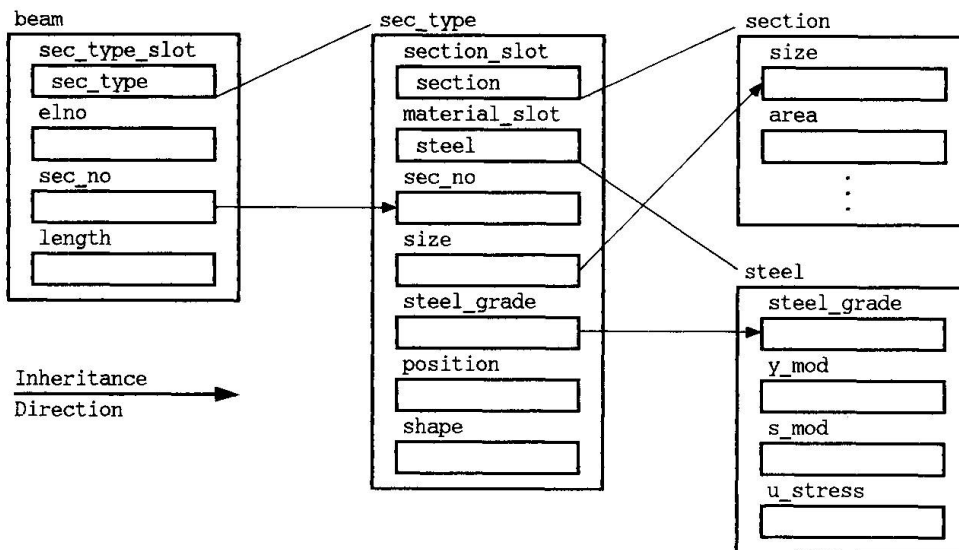 beam
sec_type_slot
sec_type
elno
sec_no
length
Inheritance
Direction
sec_type
section_slot
section
material_slot
steel
sec_no
size
steel_grade
position
shape
section
size
area
.
.
.
steel
steel_grade
y_mod
s_mod
u_stress